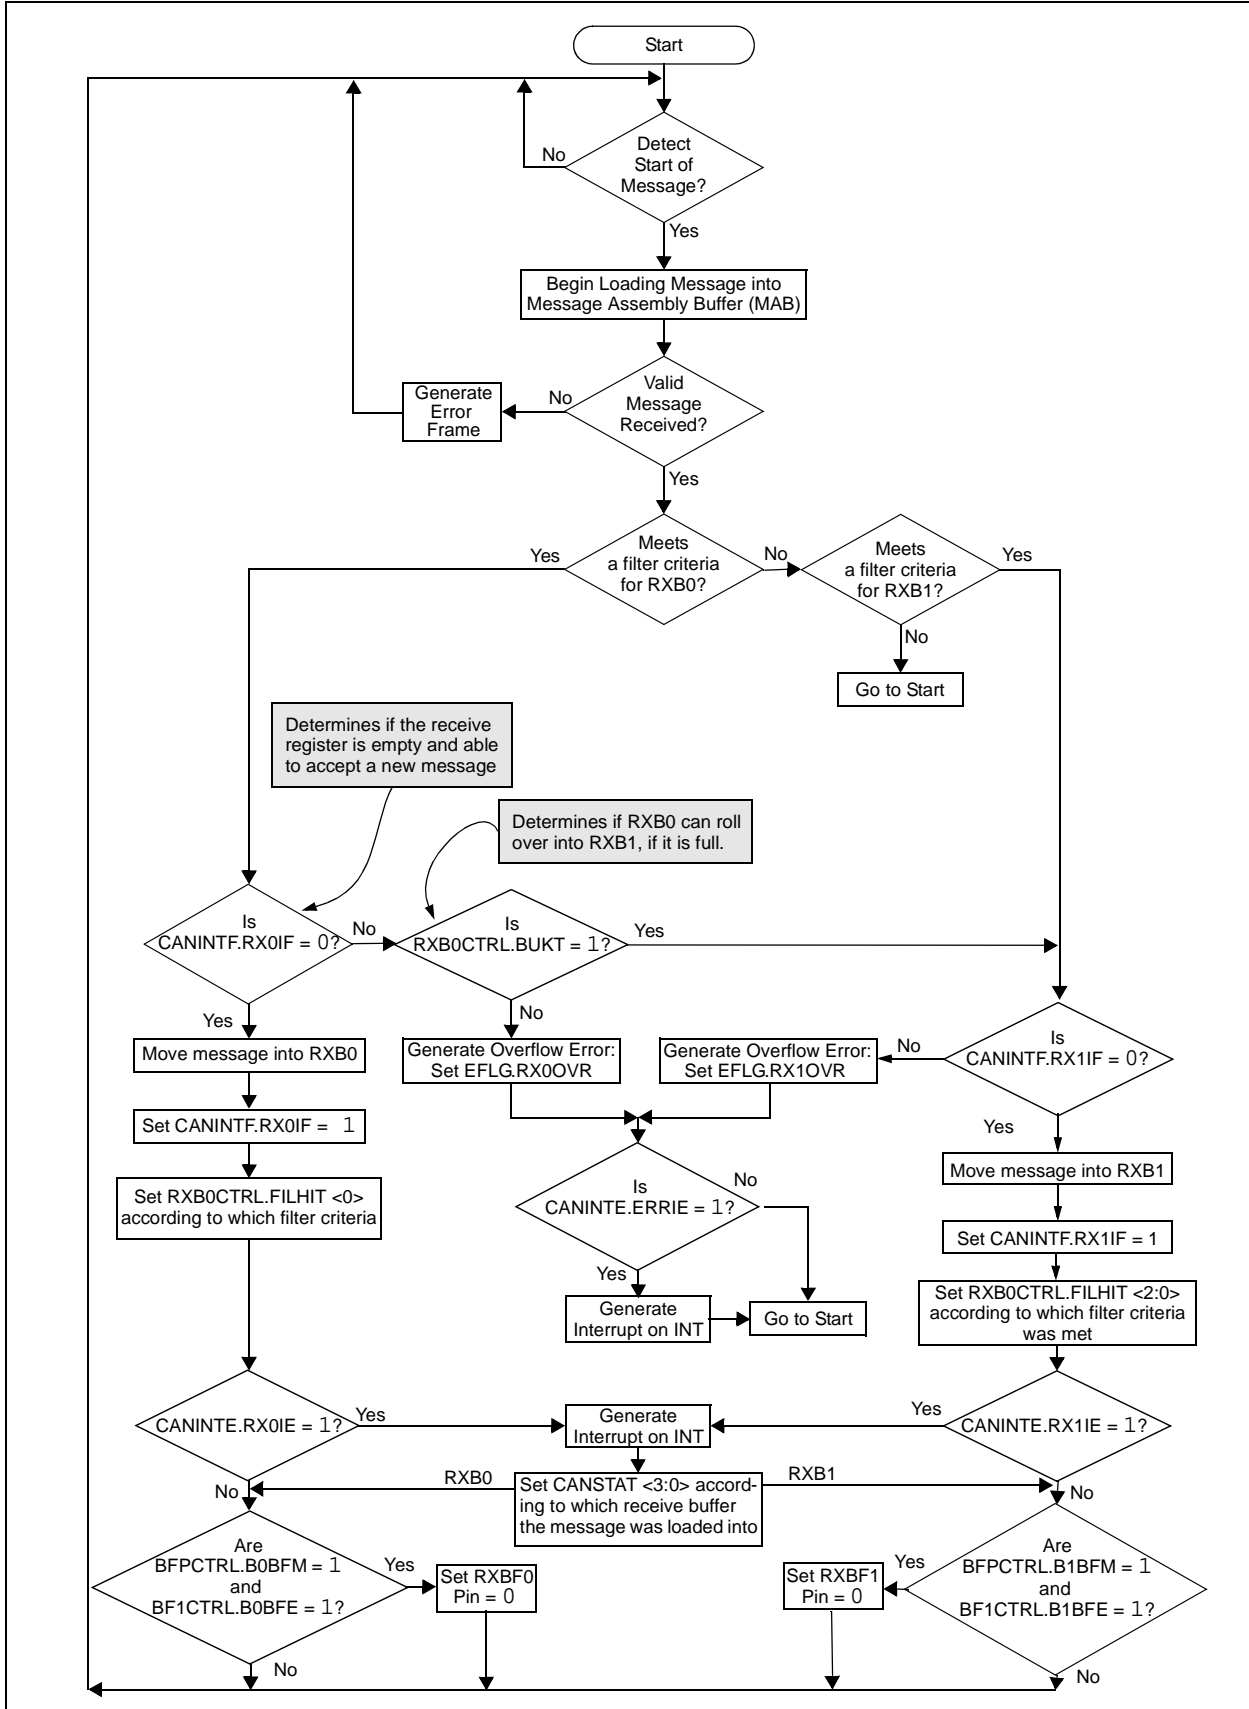 Start
No
Detect
Start of
Message?
Yes
Begin Loading Message into
Message Assembly Buffer (MAB)
Generate
Error
Frame
No
Valid
Message
Received?
Yes
Yes
Meets
a filter criteria
for RXB0?
No
Meets
a filter criteria
for RXB1?
Yes
No
Go to Start
Determines if the receive
register is empty and able
to accept a new message
Determines if RXB0 can roll
over into RXB1, if it is full.
Is
CANINTF.RX0IF = 0?
No
Is
RXB0CTRL.BUKT = 1?
Yes
Yes
No
Move message into RXB0
Generate Overflow Error:
Set EFLG.RX0OVR
Generate Overflow Error:
Set EFLG.RX1OVR
No
Is
CANINTF.RX1IF = 0?
Set CANINTF.RX0IF = 1
Yes
Move message into RXB1
Set RXB0CTRL.FILHIT <0>
according to which filter criteria
Is
CANINTE.ERRIE = 1?
No
Set CANINTF.RX1IF = 1
Yes
Generate
Interrupt on INT
Go to Start
Set RXB0CTRL.FILHIT <2:0>
according to which filter criteria
was met
CANINTE.RX0IE = 1?
Yes
Generate
Interrupt on INT
Yes
CANINTE.RX1IE = 1?
RXB0
Set CANSTAT <3:0> accord-
ing to which receive buffer
the message was loaded into
RXB1
No
No
Are
BFPCTRL.B0BFM = 1
and
BF1CTRL.B0BFE = 1?
Yes
Set RXBF0
Pin = 0
Set RXBF1
Pin = 0
Yes
Are
BFPCTRL.B1BFM = 1
and
BF1CTRL.B1BFE = 1?
No
No